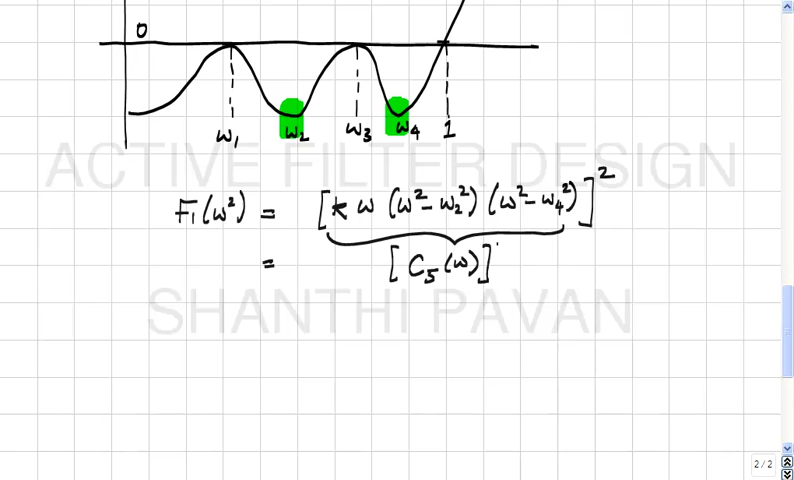 0
ω₁ ω₂ ω₃ ω₄ 1
ACTIVE FILTER DESIGN
F₁(ω²) = [k ω (ω² - ω₂²) (ω² - ω₄²)]²
= [C₅(ω)]
SHANTHI PAVAN
2 / 2